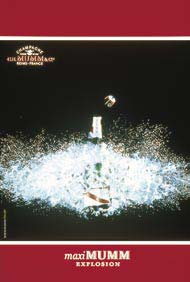 CHAMPAGNE
G.H. MUMM & Cº
REIMS-FRANCE
maxiMUMM
EXPLOSION